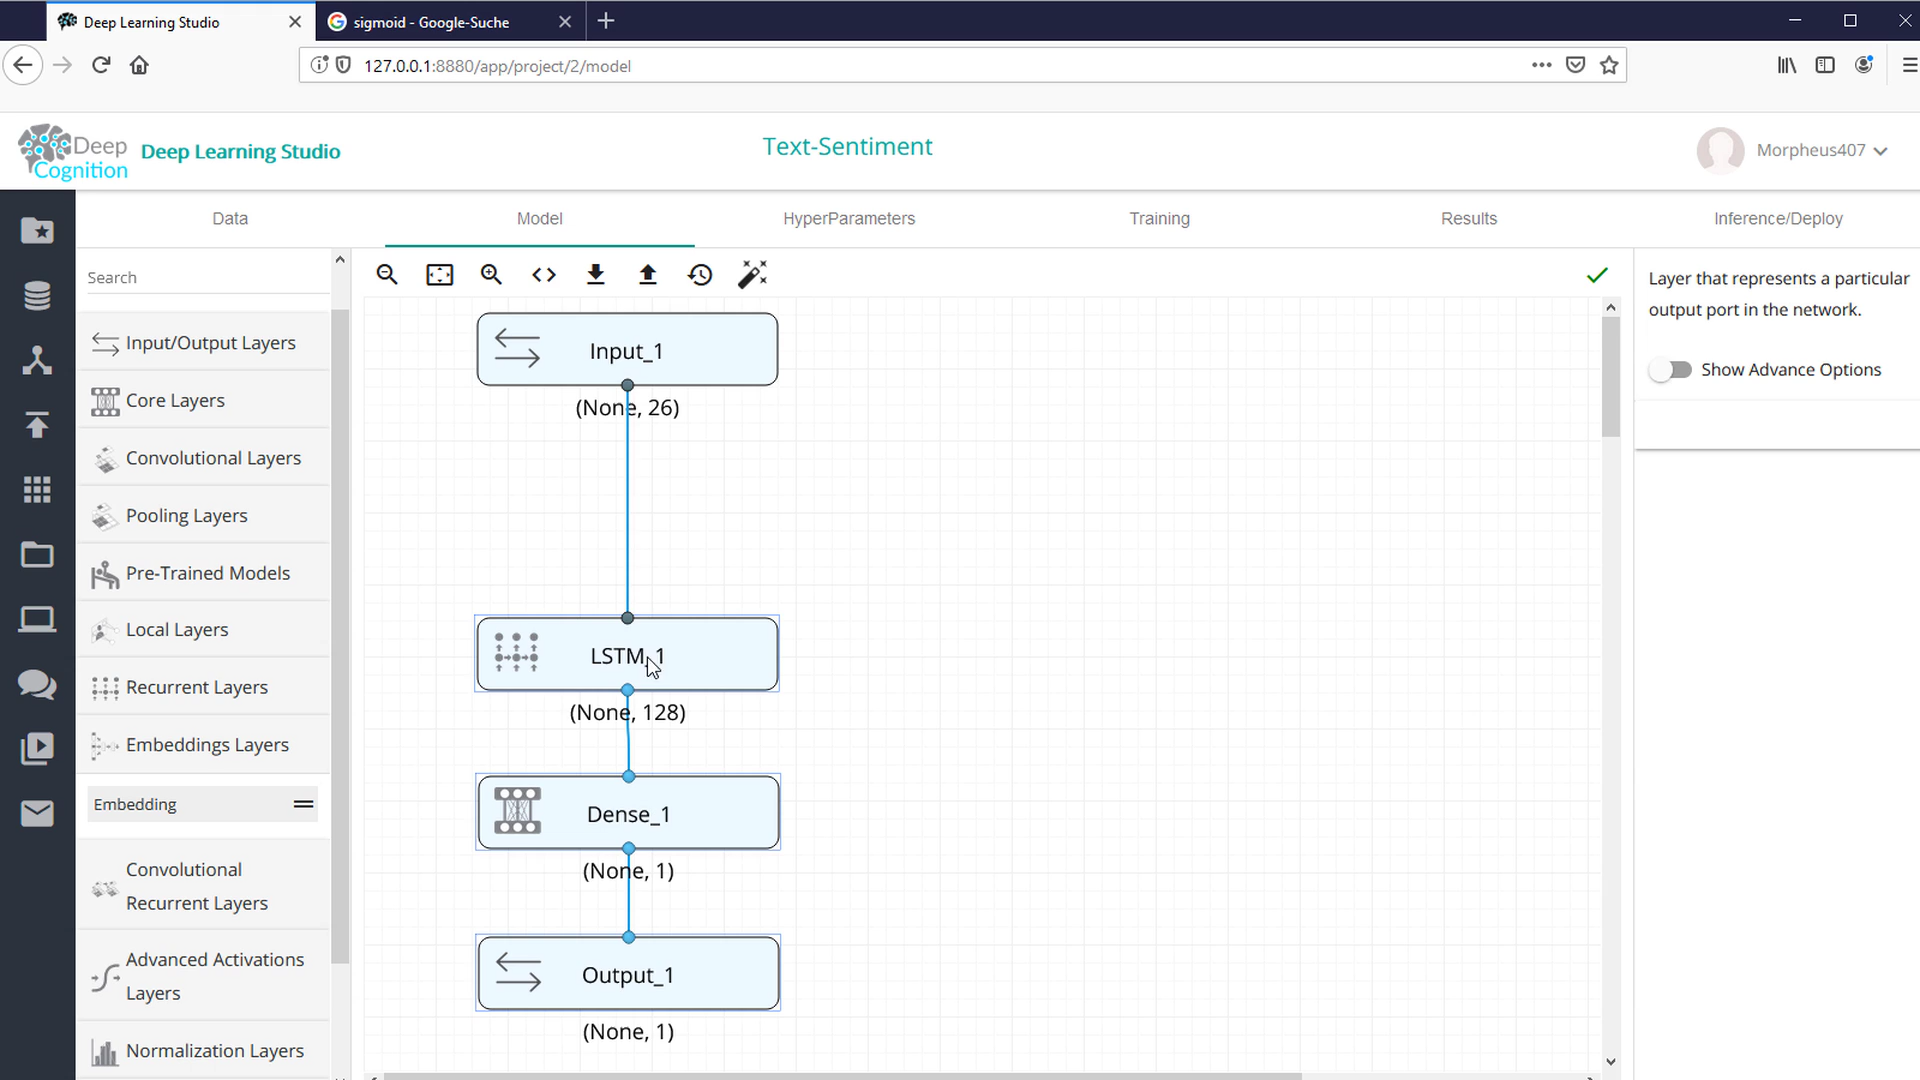 Deep Learning Studio
sigmoid - Google-Suche
127.0.0.1:8880/app/project/2/model
Deep
Cognition
Deep Learning Studio
Text-Sentiment
Morpheus407
Data
Model
HyperParameters
Training
Results
Inference/Deploy
Search
Input/Output Layers
Core Layers
Convolutional Layers
Pooling Layers
Pre-Trained Models
Local Layers
Recurrent Layers
Embeddings Layers
Embedding
Convolutional
Recurrent Layers
Advanced Activations
Layers
Normalization Layers
Input_1
(None, 26)
LSTM_1
(None, 128)
Dense_1
(None, 1)
Output_1
(None, 1)
Layer that represents a particular
output port in the network.
Show Advance Options